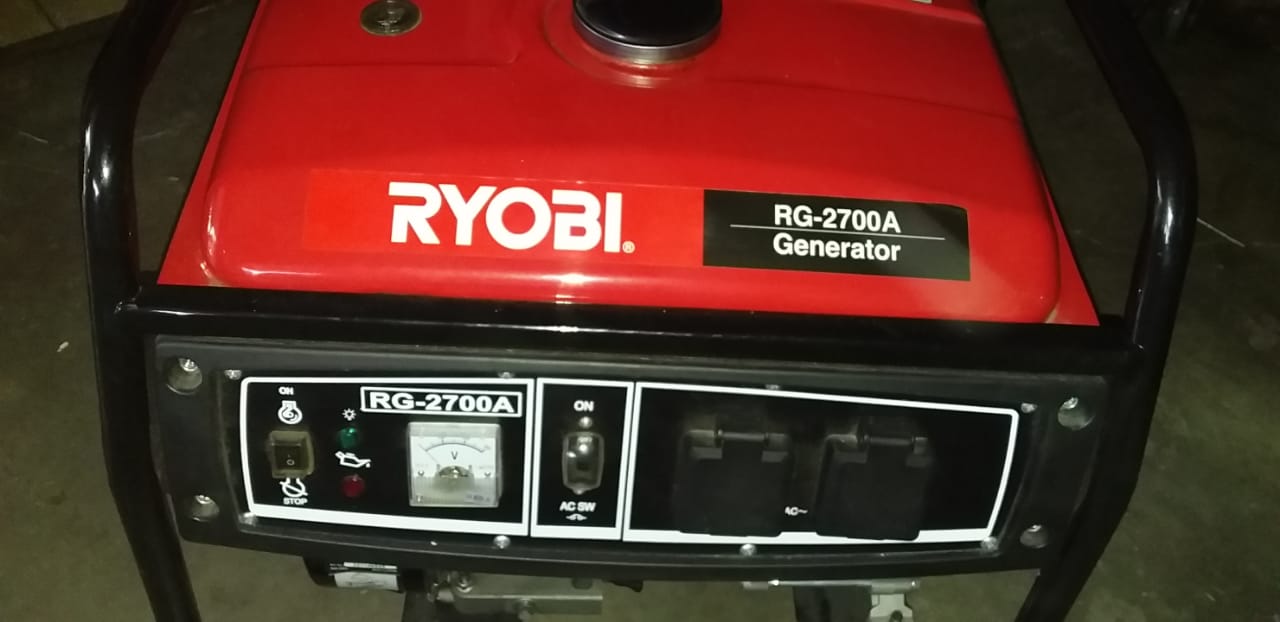 RYOBI®
RG-2700A
Generator
ON
RG-2700A
V
STOP
ON
AC SW
AC~